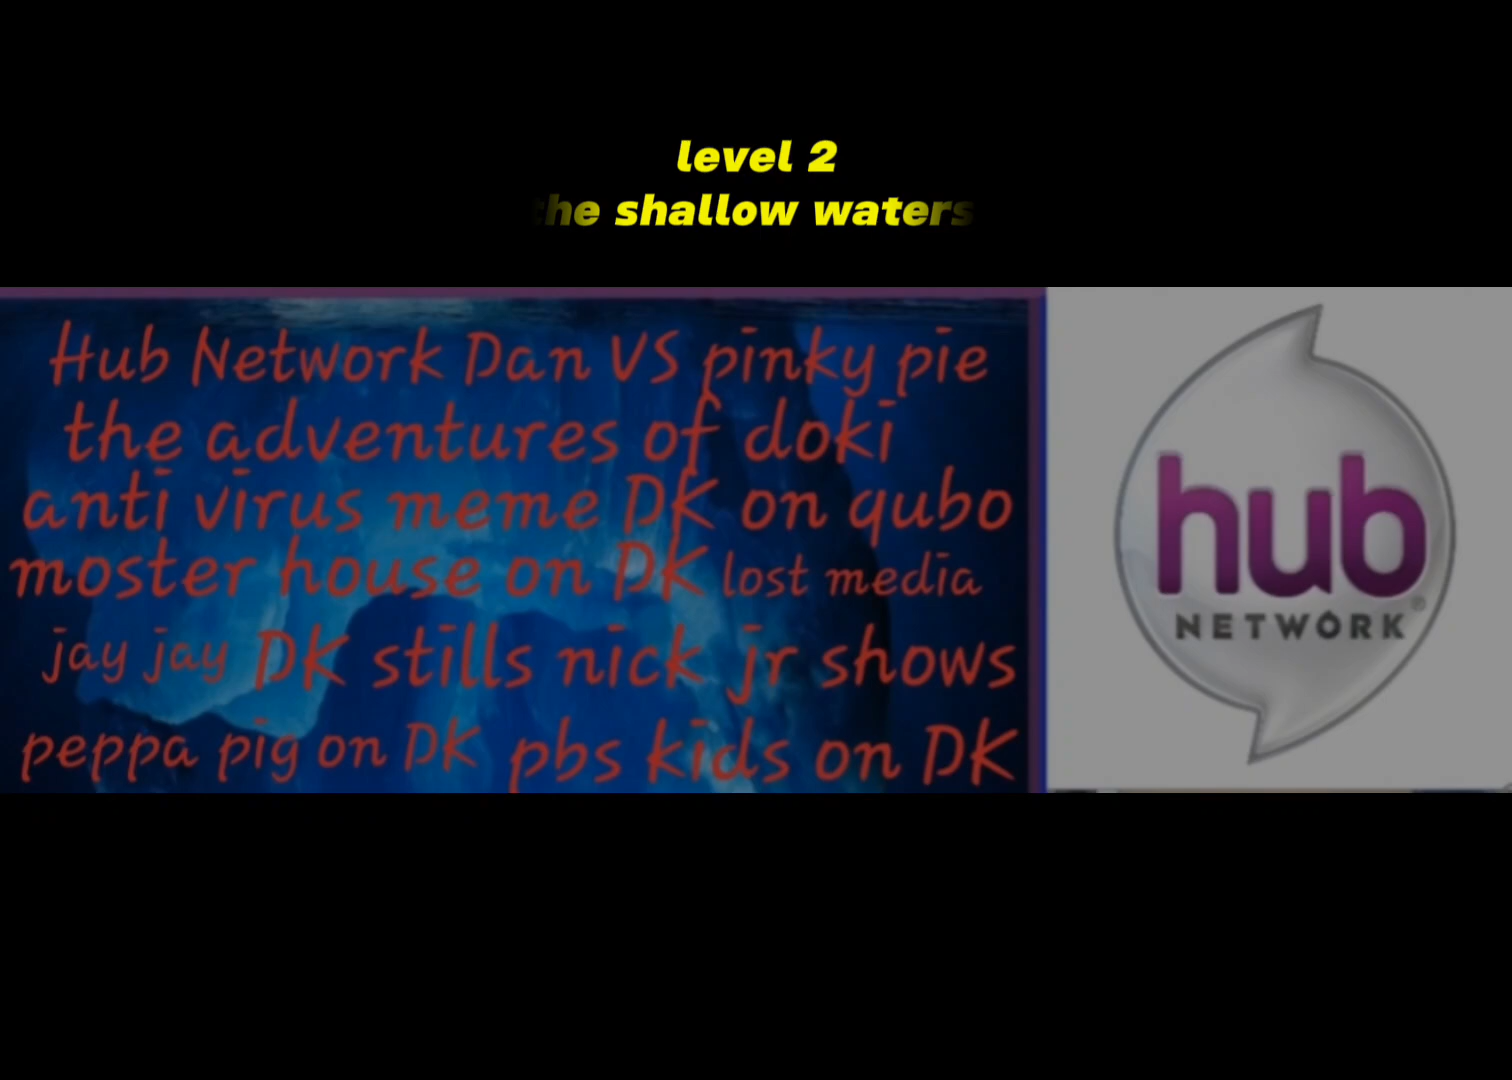 level 2
the shallow waters
Hub Network Dan VS pinky pie
the adventures of doki
anti virus meme DK on qubo
moster house on DK lost media
jay jay DK stills nick jr shows
peppa pig on DK pbs kids on DK
hub
NETWORK®